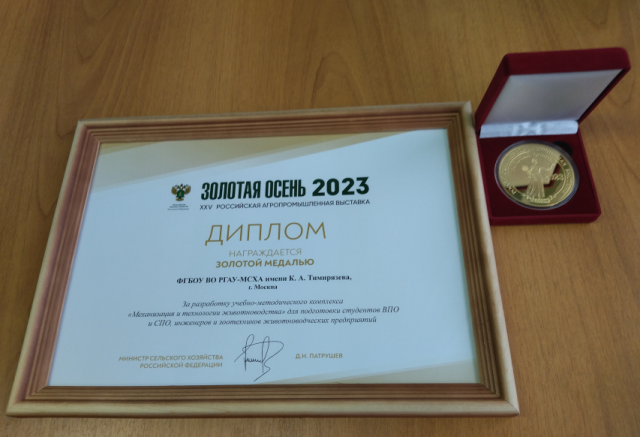 ЗОЛОТАЯ ОСЕНЬ 2023
XXV РОССИЙСКАЯ АГРОПРОМЫШЛЕННАЯ ВЫСТАВКА
ДИПЛОМ
НАГРАЖДАЕТСЯ
ЗОЛОТОЙ МЕДАЛЬЮ
ФГБОУ ВО РГАУ-МСХА имени К. А. Тимирязева,
г. Москва
За разработку учебно-методического комплекса
«Механизация и технологии животноводства» для подготовки студентов ВПО
и СПО, инженеров и зоотехников животноводческих предприятий
МИНИСТР СЕЛЬСКОГО ХОЗЯЙСТВА
РОССИЙСКОЙ ФЕДЕРАЦИИ
Д.Н. ПАТРУШЕВ